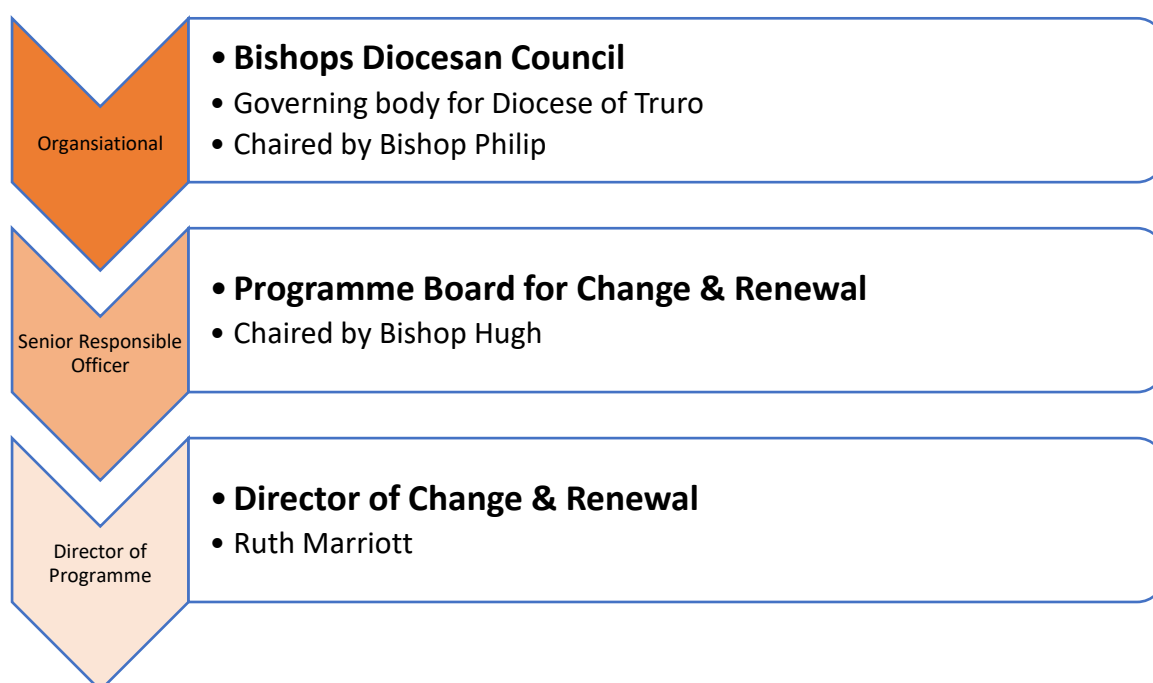 Organsiational
• Bishops Diocesan Council
• Governing body for Diocese of Truro
• Chaired by Bishop Philip
Senior Responsible
Officer
• Programme Board for Change & Renewal
• Chaired by Bishop Hugh
Director of
Programme
• Director of Change & Renewal
• Ruth Marriott